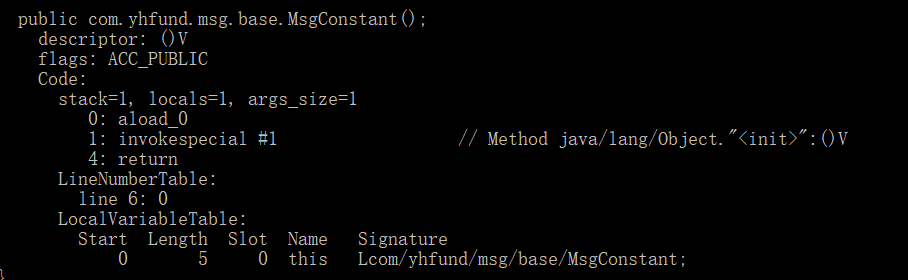 public com.yhfund.msg.base.MsgConstant();
descriptor: ()V
flags: ACC_PUBLIC
Code:
stack=1, locals=1, args_size=1
0: aload_0
1: invokespecial #1 // Method java/lang/Object."<init>":()V
4: return
LineNumberTable:
line 6: 0
LocalVariableTable:
Start Length Slot Name Signature
0 5 0 this Lcom/yhfund/msg/base/MsgConstant;
}